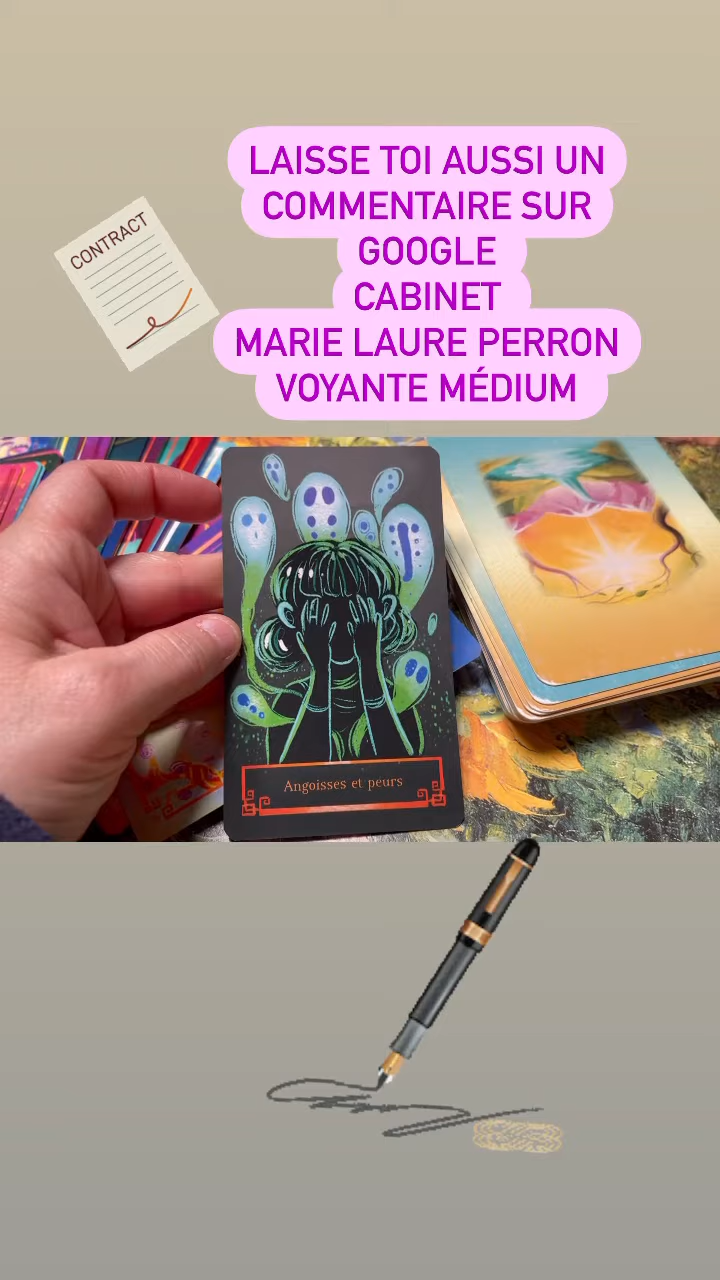 LAISSE TOI AUSSI UN
COMMENTAIRE SUR
GOOGLE
CABINET
MARIE LAURE PERRON
VOYANTE MÉDIUM
CONTRACT
Angoisses et peurs